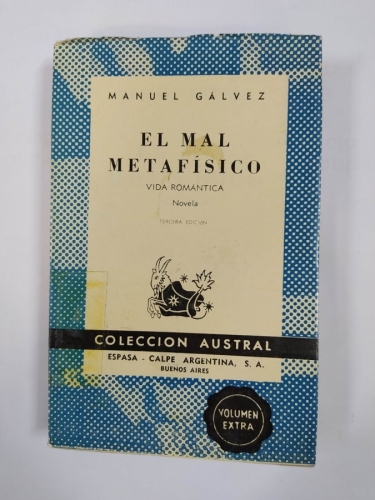 MANUEL GÁLVEZ
EL MAL
METAFÍSICO
VIDA ROMÁNTICA
Novela
TERCERA EDICIÓN
COLECCION AUSTRAL
ESPASA - CALPE ARGENTINA, S. A.
BUENOS AIRES
VOLUMEN
EXTRA